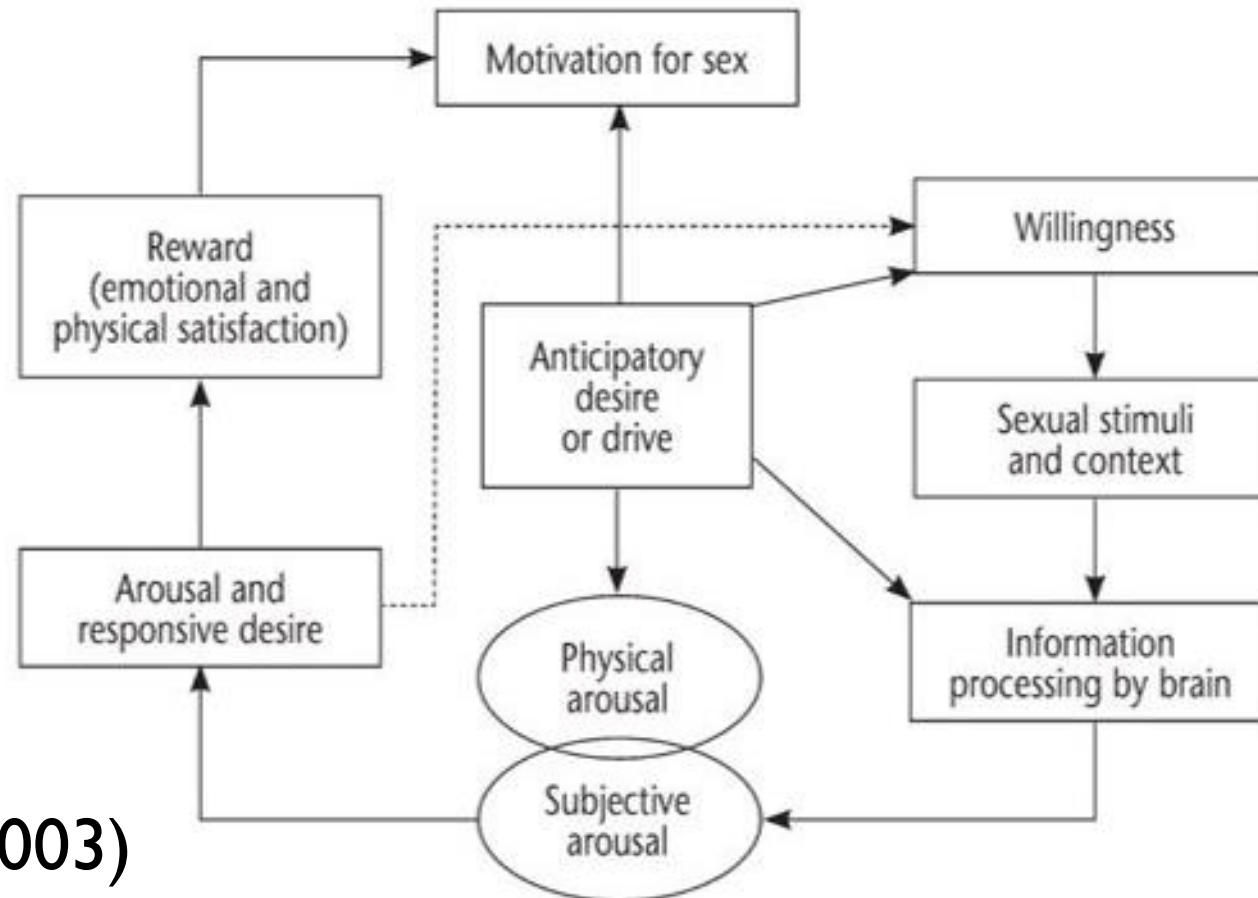 Motivation for sex
Reward
(emotional and
physical satisfaction)
Willingness
Anticipatory
desire
or drive
Sexual stimuli
and context
Arousal and
responsive desire
Physical
arousal
Information
processing by brain
Subjective
arousal
003)